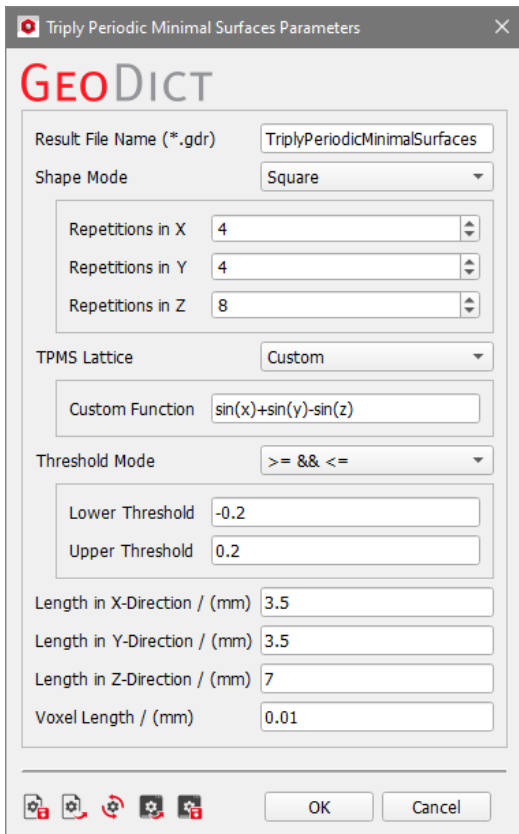 Triply Periodic Minimal Surfaces Parameters
GEODICT
Result File Name (*.gdr) TriplyPeriodicMinimalSurfaces
Shape Mode Square
Repetitions in X 4
Repetitions in Y 4
Repetitions in Z 8
TPMS Lattice Custom
Custom Function sin(x)+sin(y)-sin(z)
Threshold Mode >= && <=
Lower Threshold -0.2
Upper Threshold 0.2
Length in X-Direction / (mm) 3.5
Length in Y-Direction / (mm) 3.5
Length in Z-Direction / (mm) 7
Voxel Length / (mm) 0.01
OK Cancel